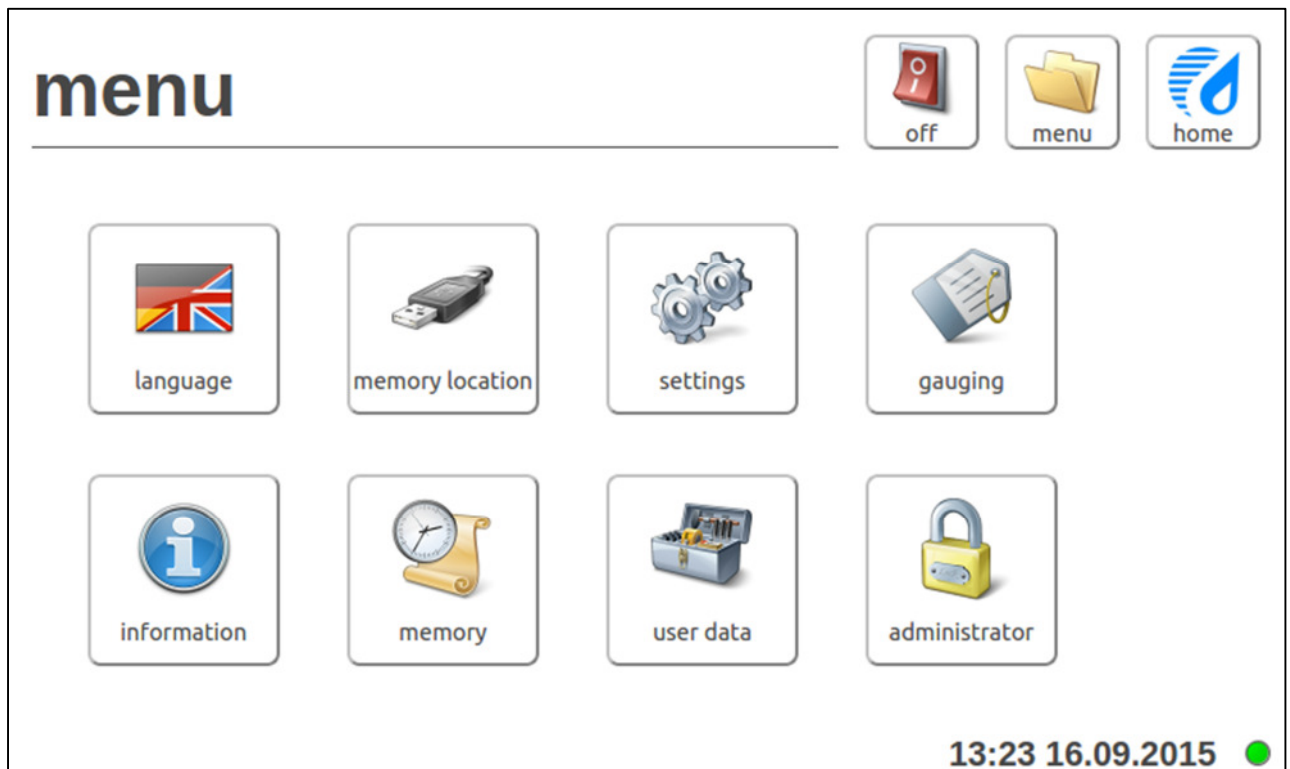 menu
off
menu
home
language
memory location
settings
gauging
information
memory
user data
administrator
13:23 16.09.2015